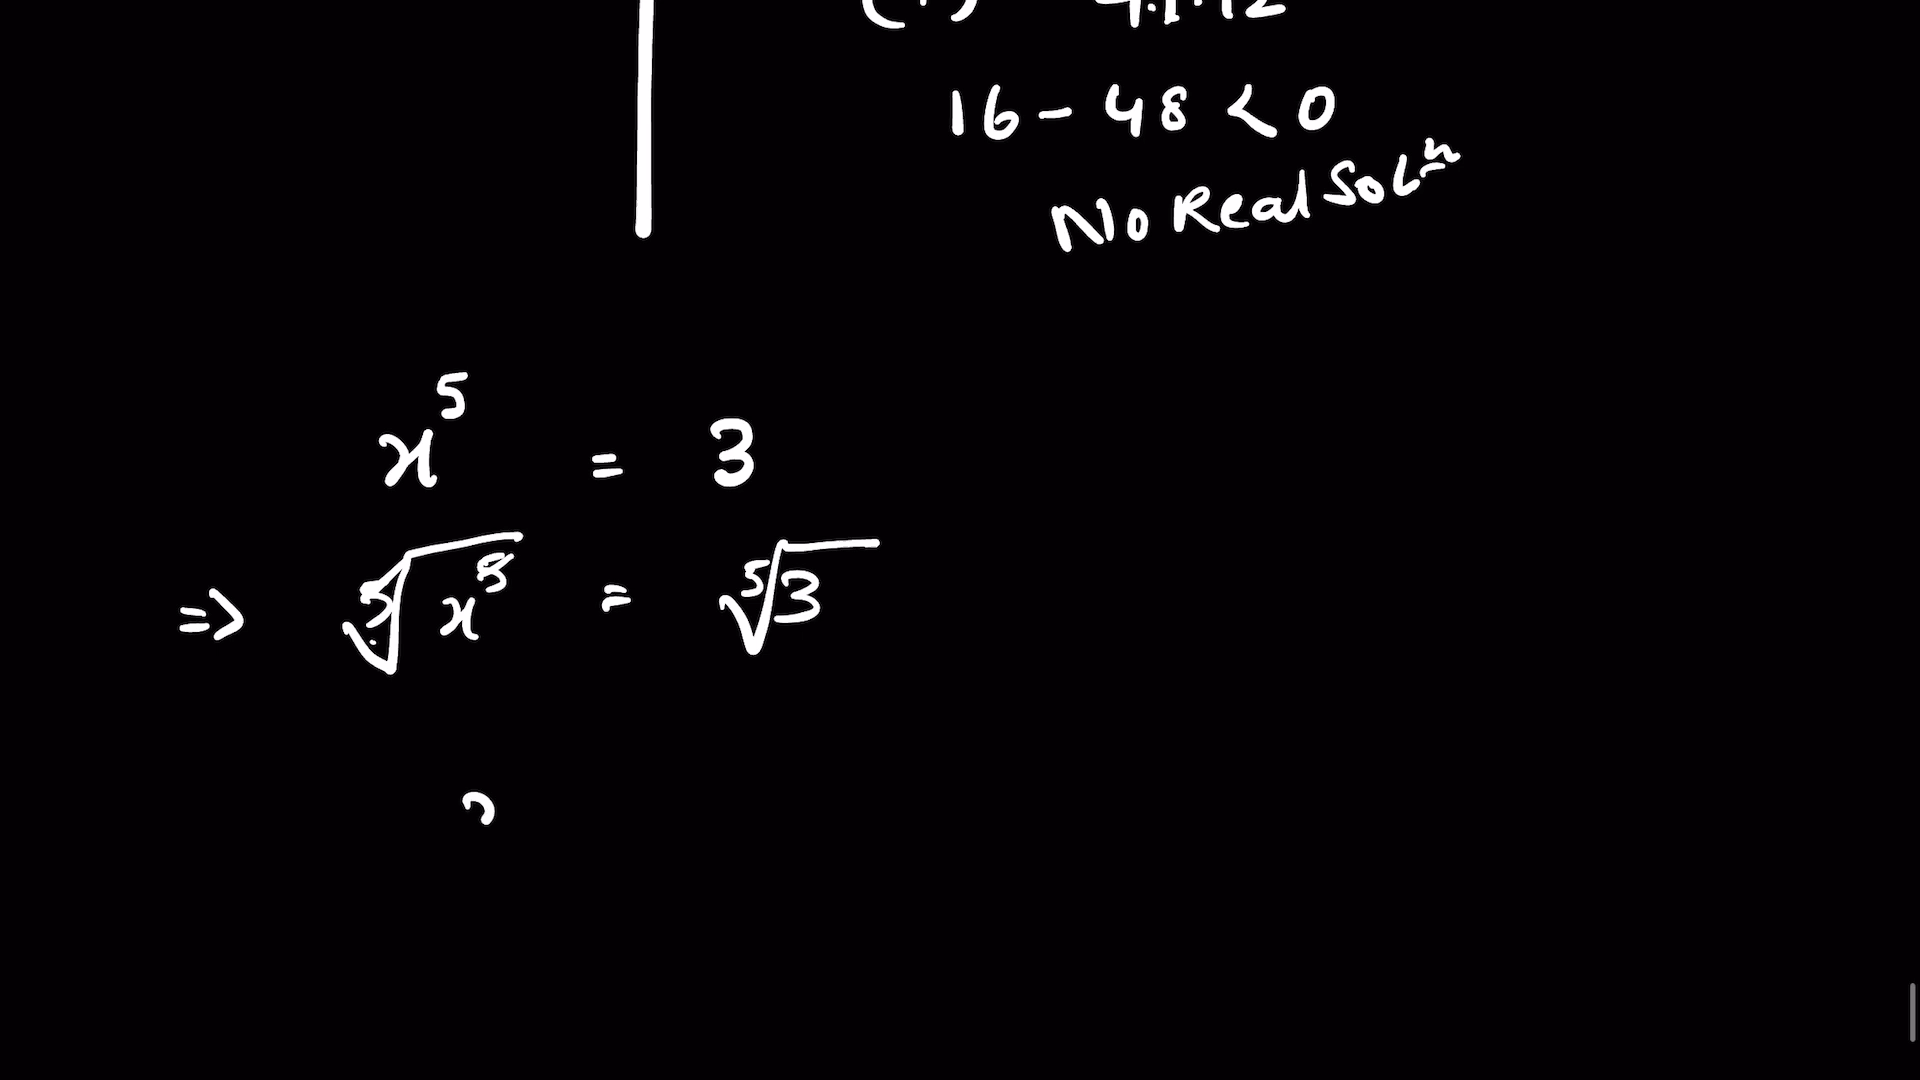 16 - 48 < 0
No Real Solⁿ
x⁵ = 3
=> ⁵√x⁵ = ⁵√3